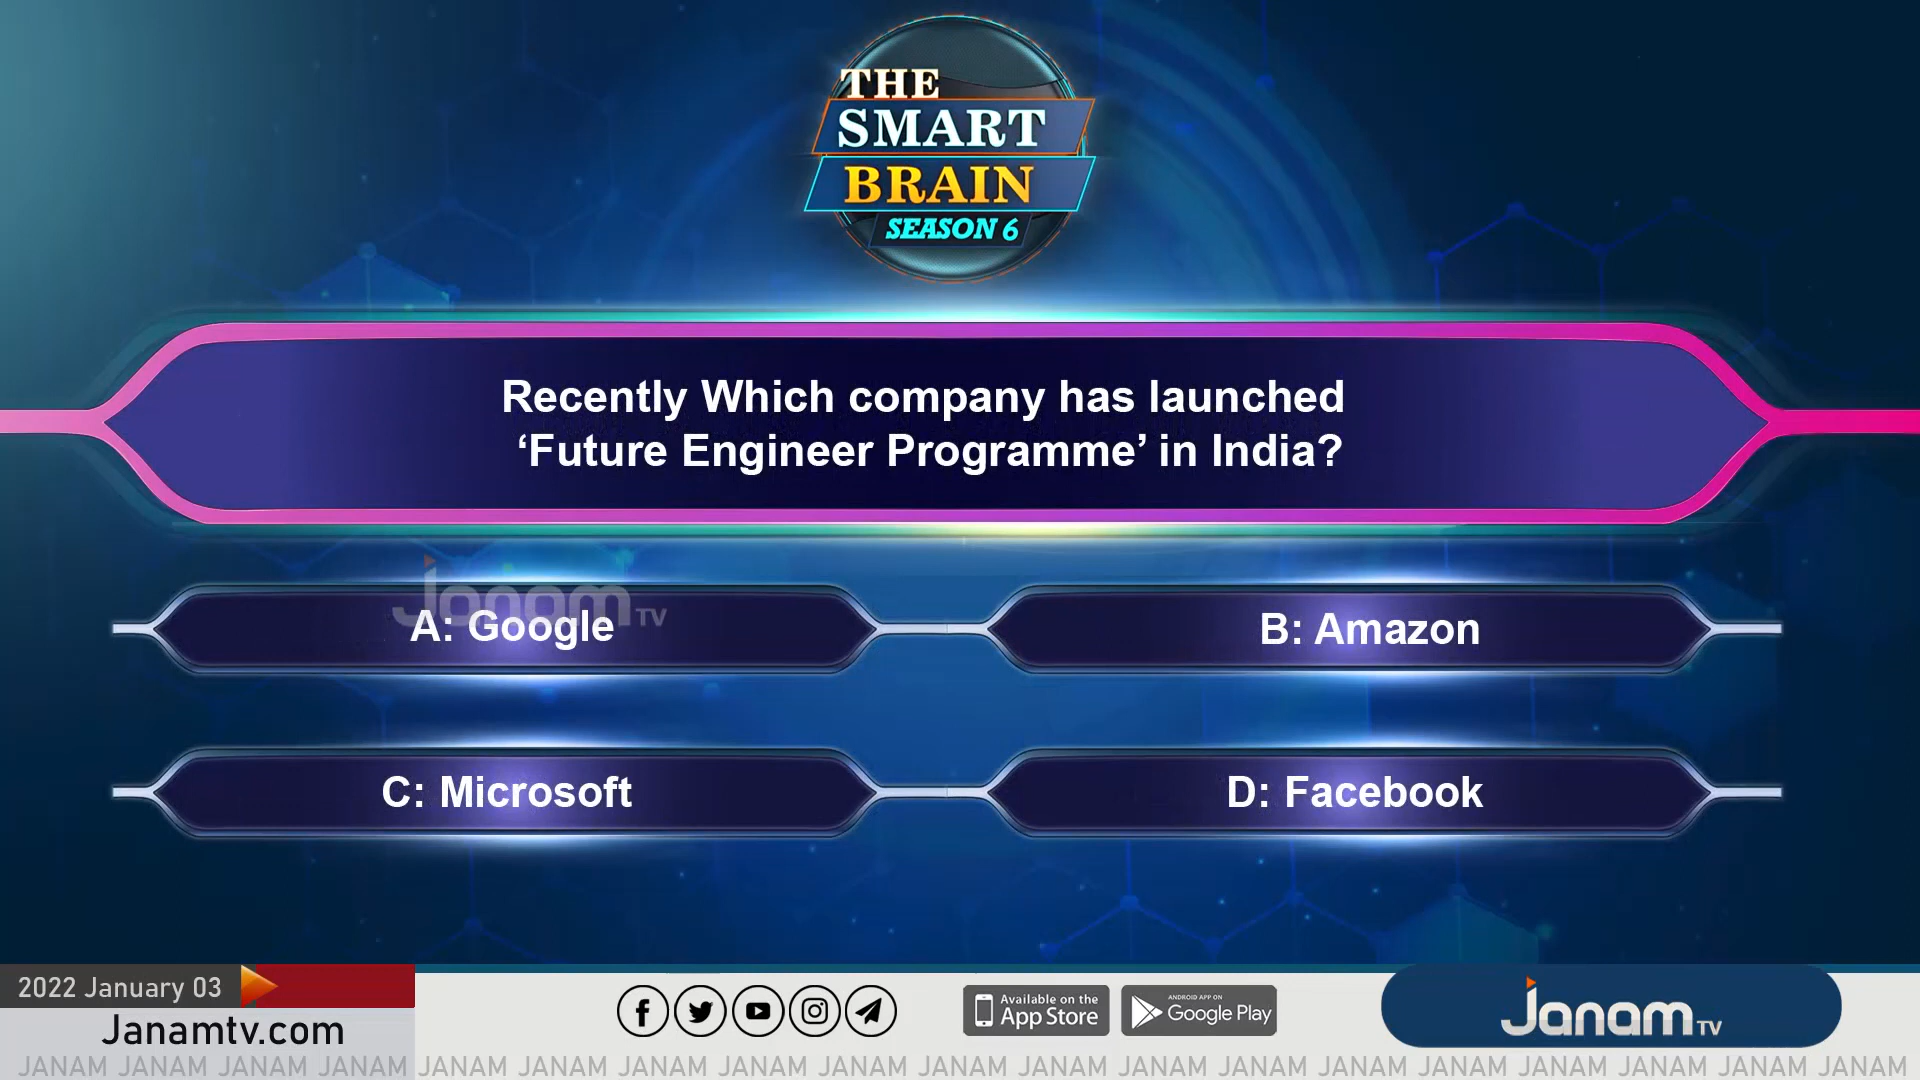 THE
SMART
BRAIN
SEASON 6
Recently Which company has launched
‘Future Engineer Programme’ in India?
Janam TV
A: Google
B: Amazon
C: Microsoft
D: Facebook
2022 January 03
Janamtv.com
Available on the
App Store
ANDROID APP ON
Google Play
Janam TV
JANAM JANAM JANAM JANAM JANAM JANAM JANAM JANAM JANAM JANAM JANAM JANAM JANAM JANAM JANAM JANAM JANAM JANAM JANAM